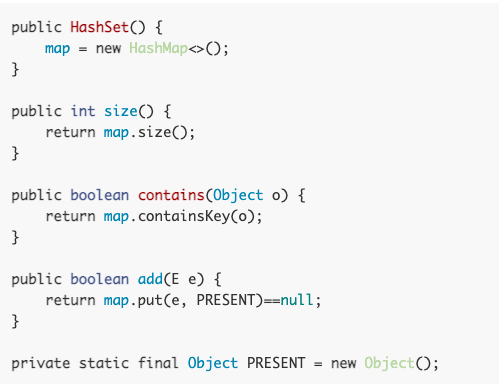 public HashSet() {
    map = new HashMap<>();
}
public int size() {
    return map.size();
}
public boolean contains(Object o) {
    return map.containsKey(o);
}
public boolean add(E e) {
    return map.put(e, PRESENT)==null;
}
private static final Object PRESENT = new Object();